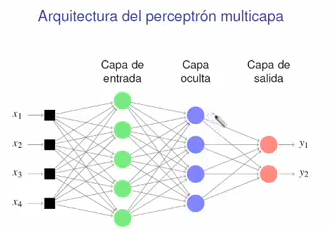 Arquitectura del perceptrón multicapa
Capa de entrada
Capa oculta
Capa de salida
x1
x2
x3
x4
y1
y2